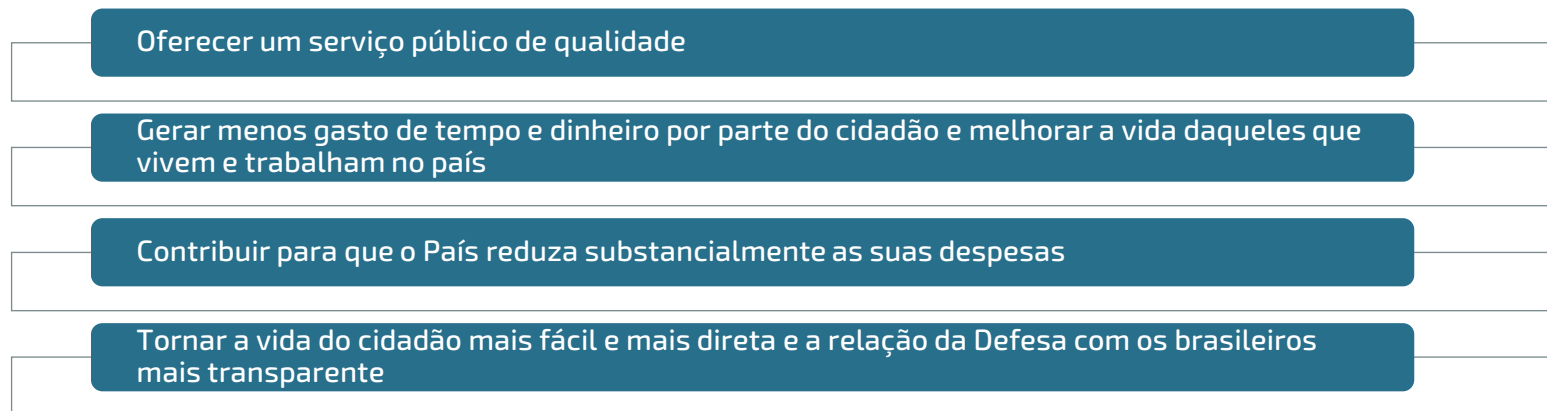 Oferecer um serviço público de qualidade
Gerar menos gasto de tempo e dinheiro por parte do cidadão e melhorar a vida daqueles que
vivem e trabalham no país
Contribuir para que o País reduza substancialmente as suas despesas
Tornar a vida do cidadão mais fácil e mais direta e a relação da Defesa com os brasileiros
mais transparente